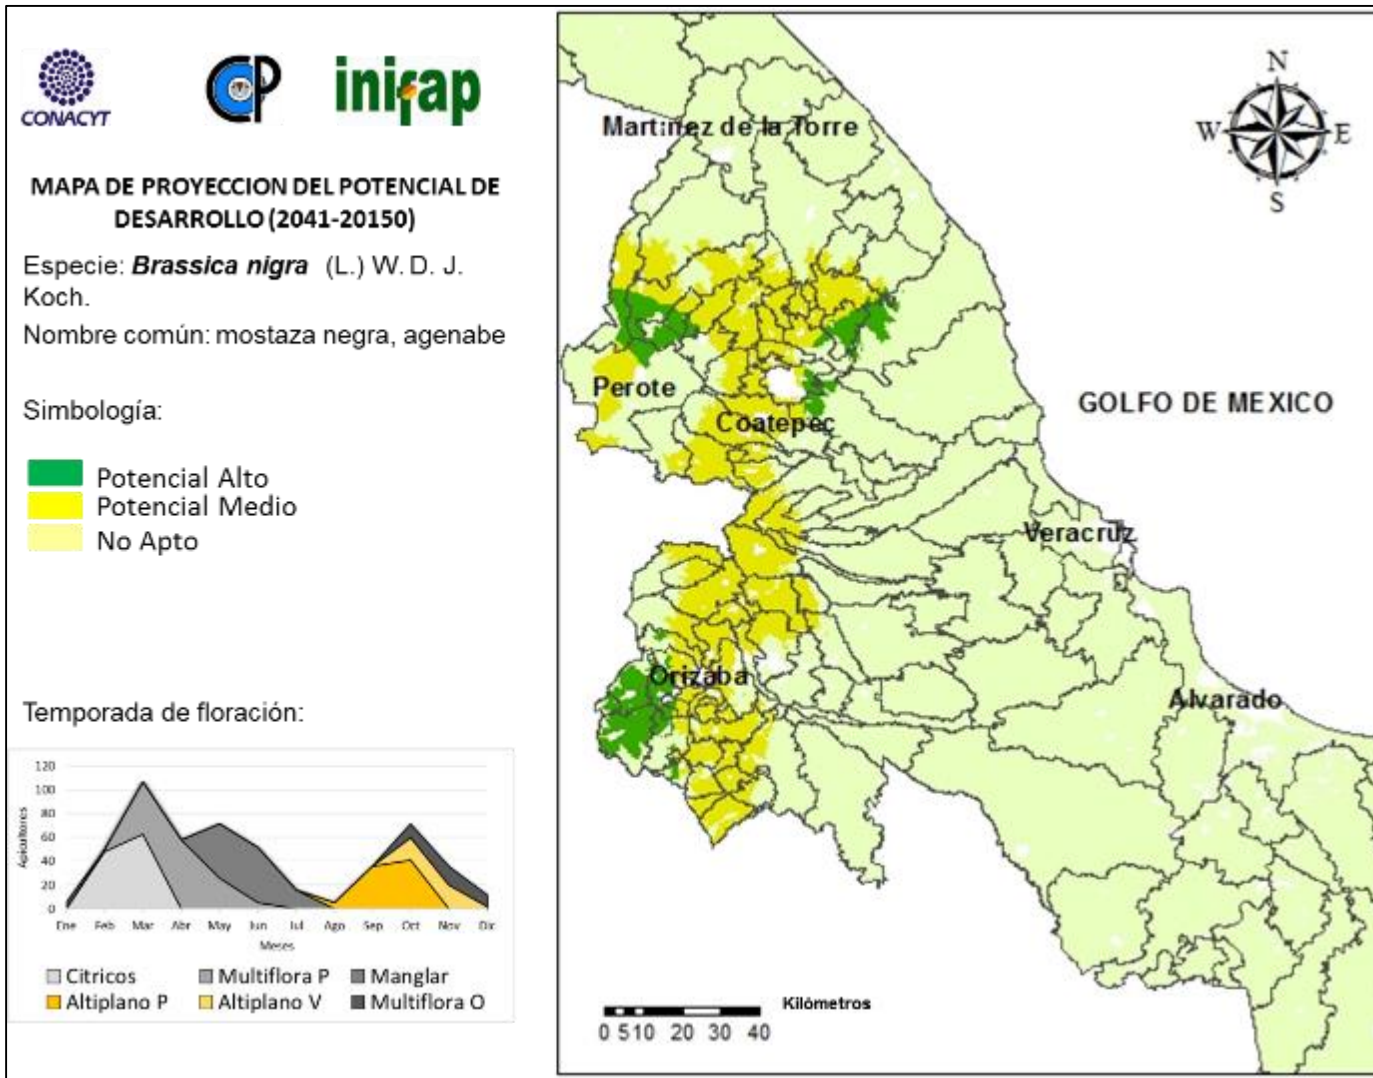 CONACYT
CP
inifap
MAPA DE PROYECCION DEL POTENCIAL DE
DESARROLLO (2041-20150)
Especie: Brassica nigra (L.) W. D. J.
Koch.
Nombre común: mostaza negra, agenabe
Simbología:
Potencial Alto
Potencial Medio
No Apto
Temporada de floración:
120
100
80
60
40
20
0
Apicultores
Ene Feb Mar Abr May Jun Jul Ago Sep Oct Nov Dic
Meses
Citricos Multiflora P Manglar
Altiplano P Altiplano V Multiflora O
Martínez de la Torre
N
W E
S
Perote
Coatepec
GOLFO DE MEXICO
Veracruz
Orizaba
Alvarado
Kilómetros
0 5 10 20 30 40